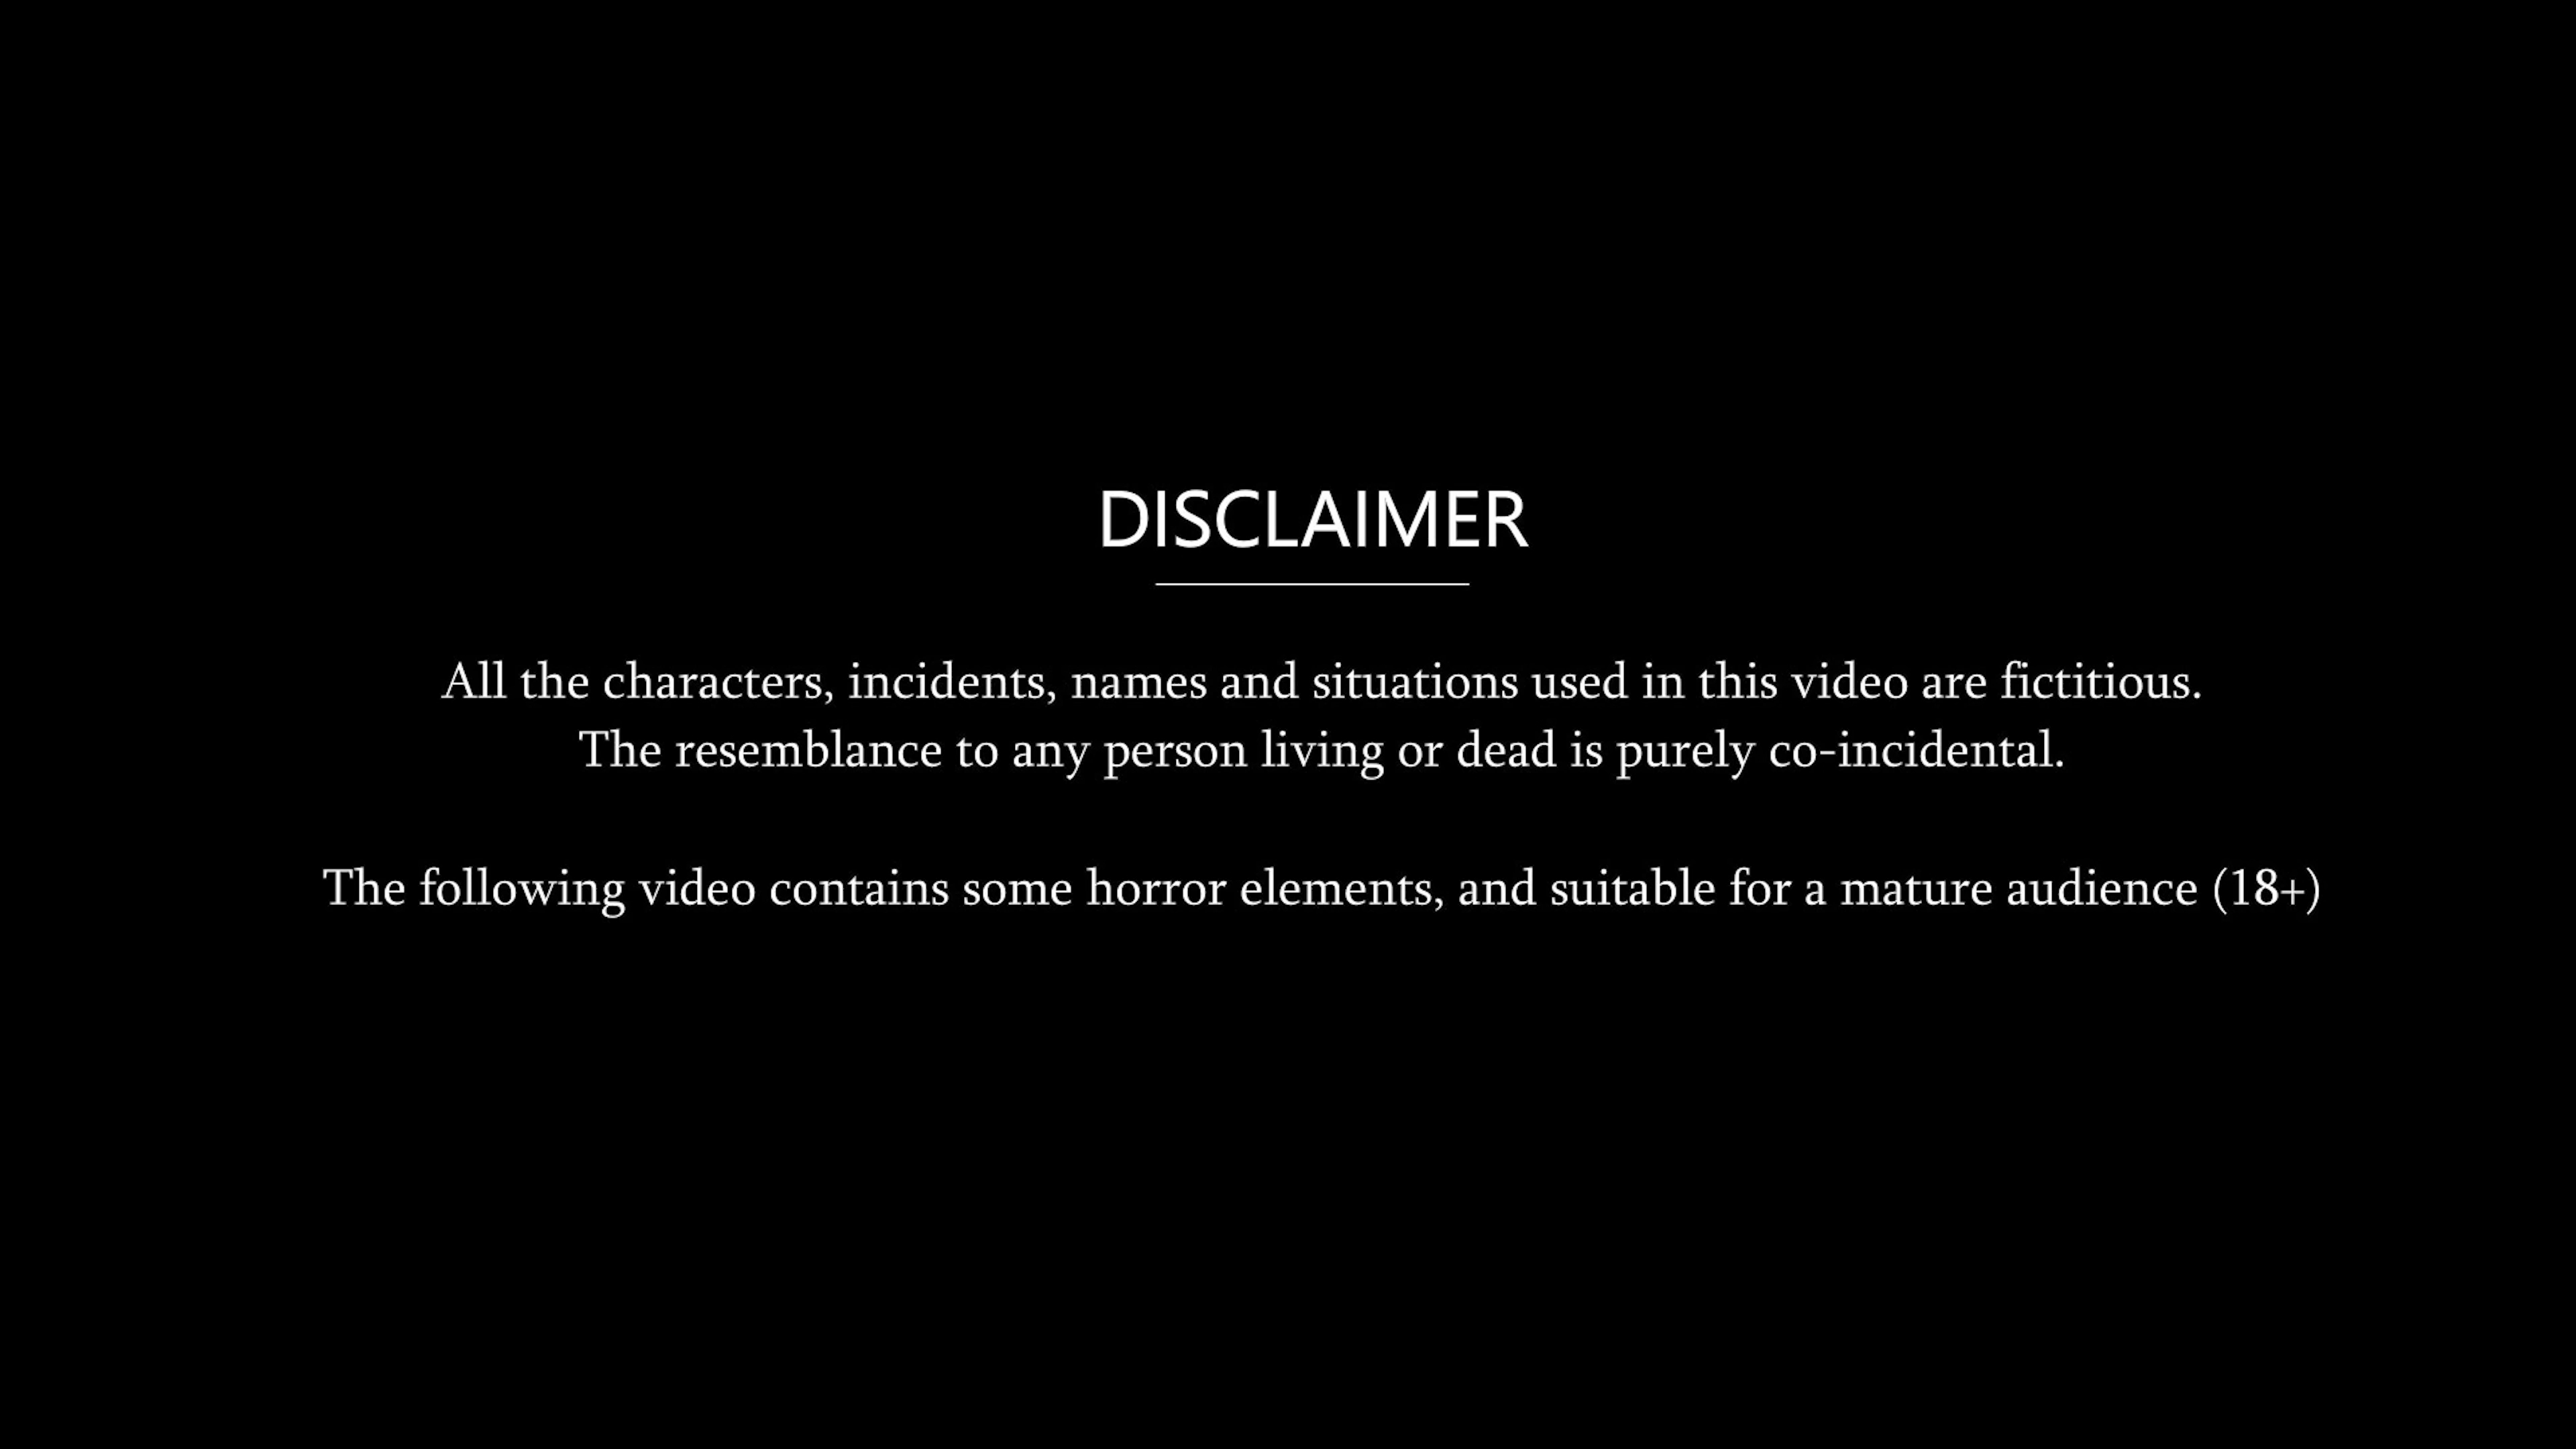 DISCLAIMER
All the characters, incidents, names and situations used in this video are fictitious.
The resemblance to any person living or dead is purely co-incidental.
The following video contains some horror elements, and suitable for a mature audience (18+)